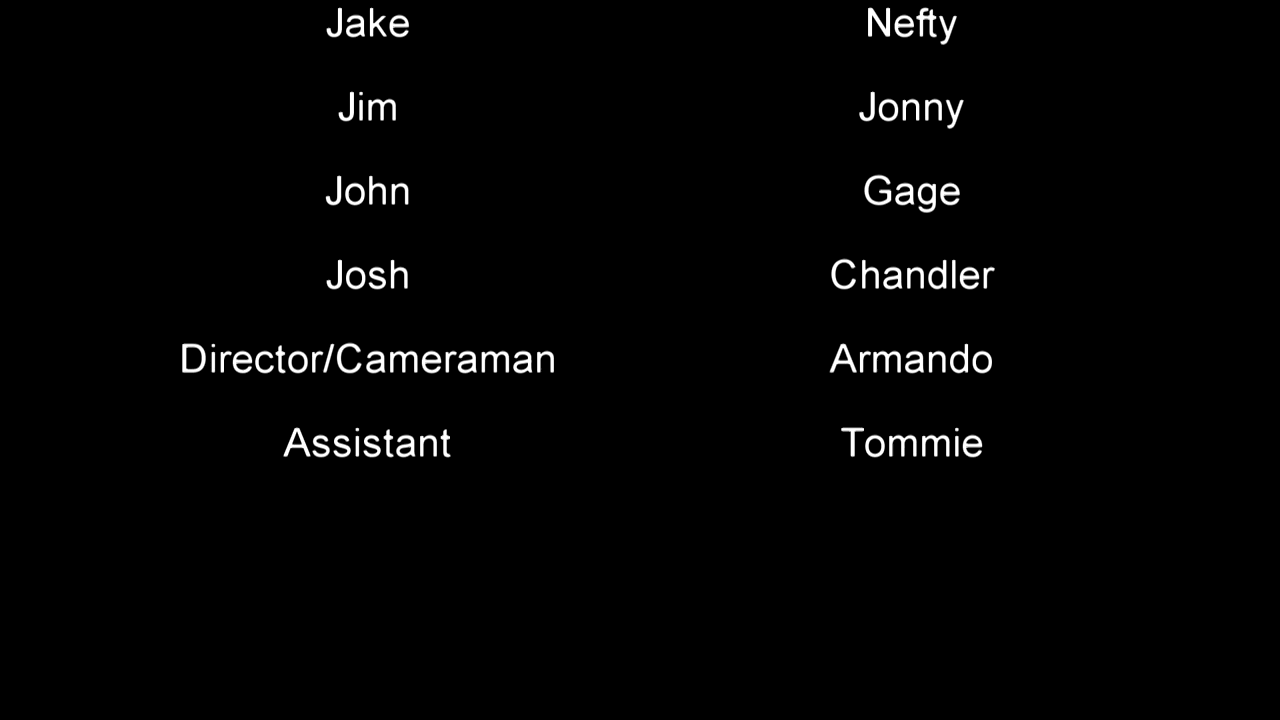 Jake Nefty
Jim Jonny
John Gage
Josh Chandler
Director/Cameraman Armando
Assistant Tommie